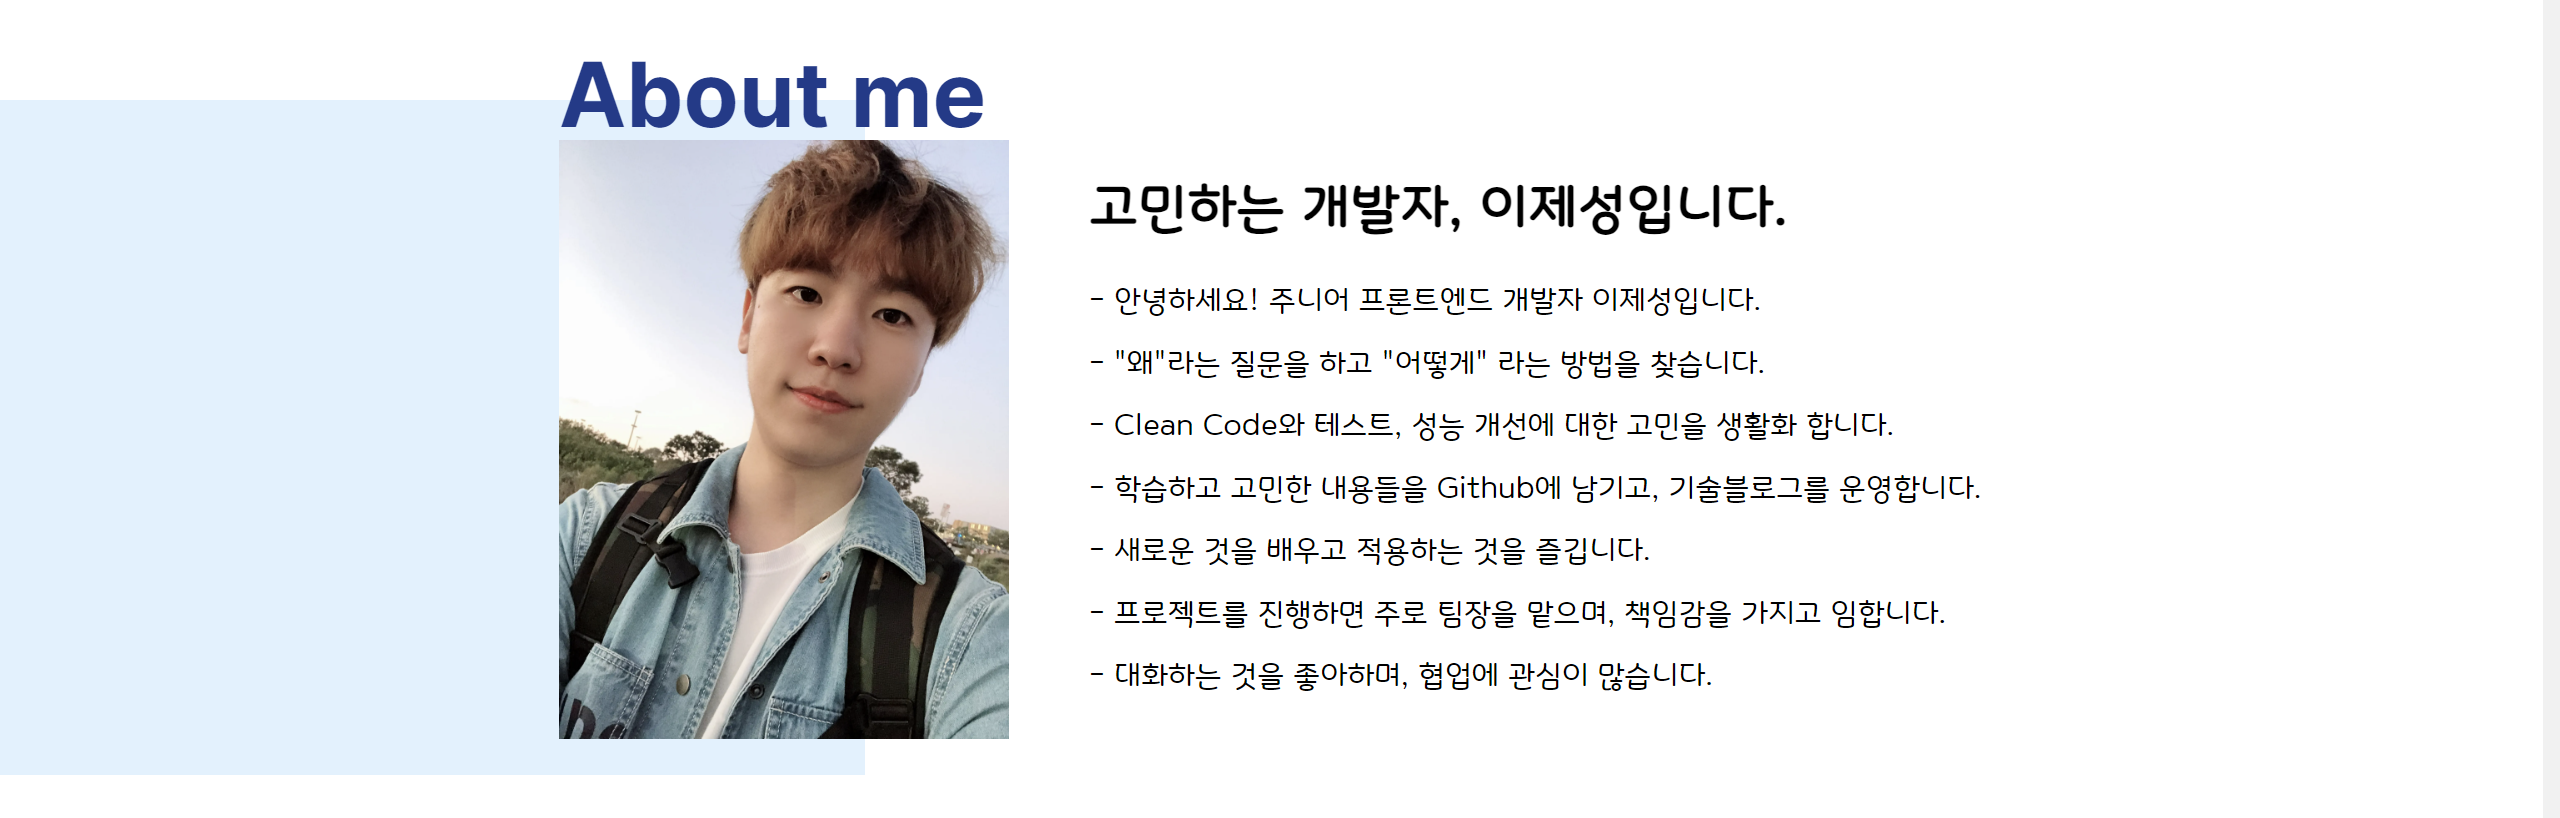 About me
고민하는 개발자, 이제성입니다.
- 안녕하세요! 주니어 프론트엔드 개발자 이제성입니다.
- "왜"라는 질문을 하고 "어떻게" 라는 방법을 찾습니다.
- Clean Code와 테스트, 성능 개선에 대한 고민을 생활화 합니다.
- 학습하고 고민한 내용들을 Github에 남기고, 기술블로그를 운영합니다.
- 새로운 것을 배우고 적용하는 것을 즐깁니다.
- 프로젝트를 진행하면 주로 팀장을 맡으며, 책임감을 가지고 임합니다.
- 대화하는 것을 좋아하며, 협업에 관심이 많습니다.